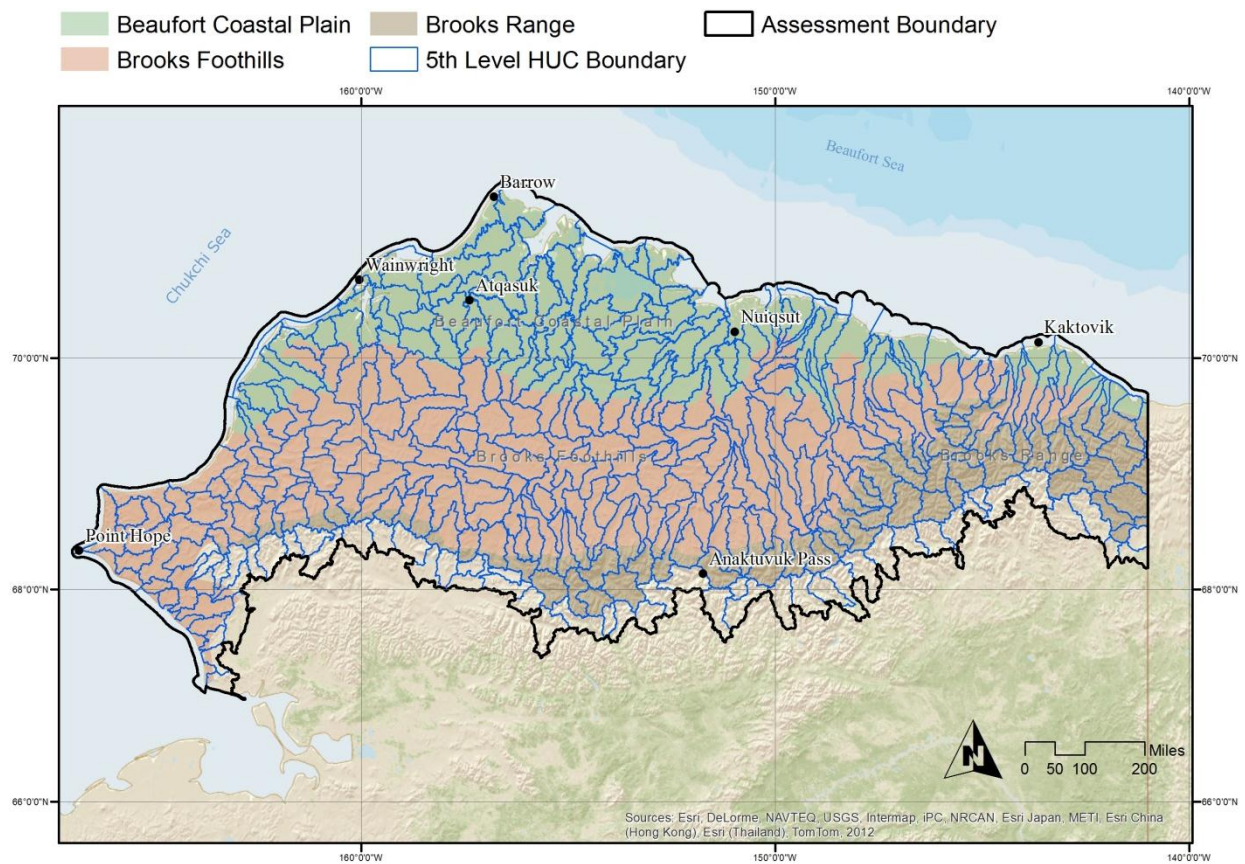 Beaufort Coastal Plain
Brooks Range
Assessment Boundary
Brooks Foothills
5th Level HUC Boundary
160°0'0"W
150°0'0"W
140°0'0"W
Beaufort Sea
Barrow
Chukchi Sea
Wainwright
Atqasuk
Beaufort Coastal Plain
Nuiqsut
Kaktovik
70°0'0"N
70°0'0"N
Brooks Foothills
Brooks Range
Point Hope
Anaktuvuk Pass
68°0'0"N
68°0'0"N
N
Miles
0 50 100 200
66°0'0"N
66°0'0"N
Sources: Esri, DeLorme, NAVTEQ, USGS, Intermap, iPC, NRCAN, Esri Japan, METI, Esri China
(Hong Kong), Esri (Thailand), TomTom, 2012
160°0'0"W
150°0'0"W
140°0'0"W